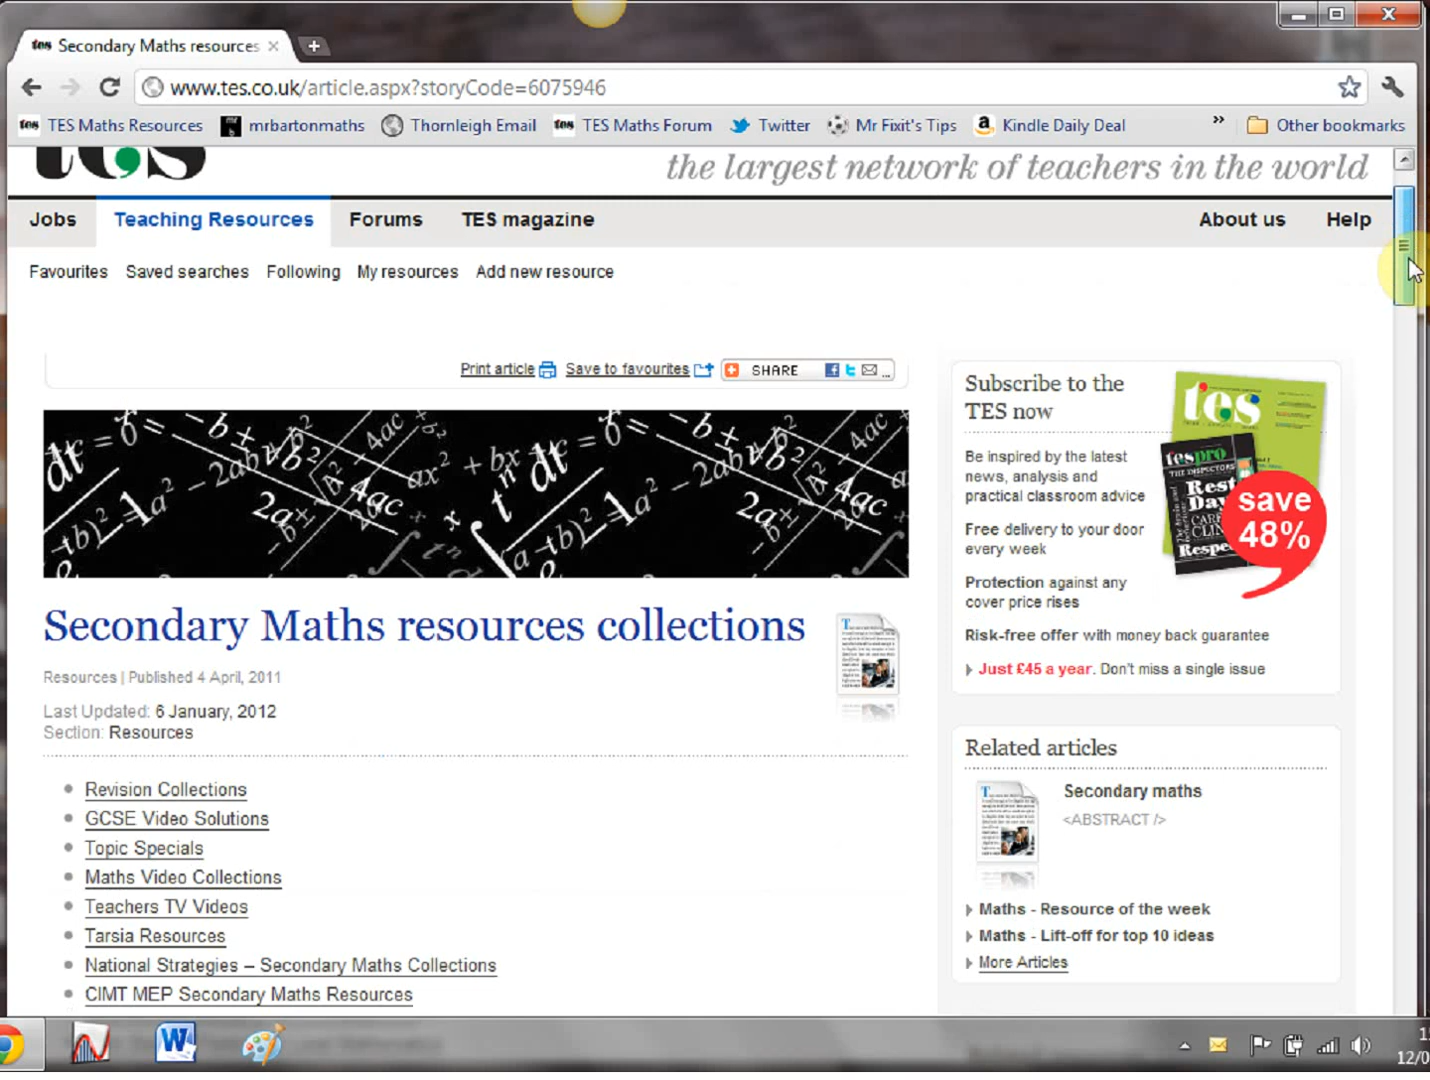 tes Secondary Maths resources
www.tes.co.uk/article.aspx?storyCode=6075946
tes TES Maths Resources mrbartonmaths Thornleigh Email tes TES Maths Forum Twitter Mr Fixit's Tips a Kindle Daily Deal » Other bookmarks
tes
the largest network of teachers in the world
Jobs Teaching Resources Forums TES magazine About us Help
Favourites Saved searches Following My resources Add new resource
Print article Save to favourites SHARE
Secondary Maths resources collections
Resources | Published 4 April, 2011
Last Updated: 6 January, 2012
Section: Resources
Revision Collections
GCSE Video Solutions
Topic Specials
Maths Video Collections
Teachers TV Videos
Tarsia Resources
National Strategies – Secondary Maths Collections
CIMT MEP Secondary Maths Resources
Subscribe to the
TES now
Be inspired by the latest
news, analysis and
practical classroom advice
Free delivery to your door
every week
Protection against any
cover price rises
Risk-free offer with money back guarantee
Just £45 a year. Don't miss a single issue
tes
tespro
THE INSPECTORS
save
48%
Related articles
Secondary maths
<ABSTRACT />
Maths - Resource of the week
Maths - Lift-off for top 10 ideas
More Articles